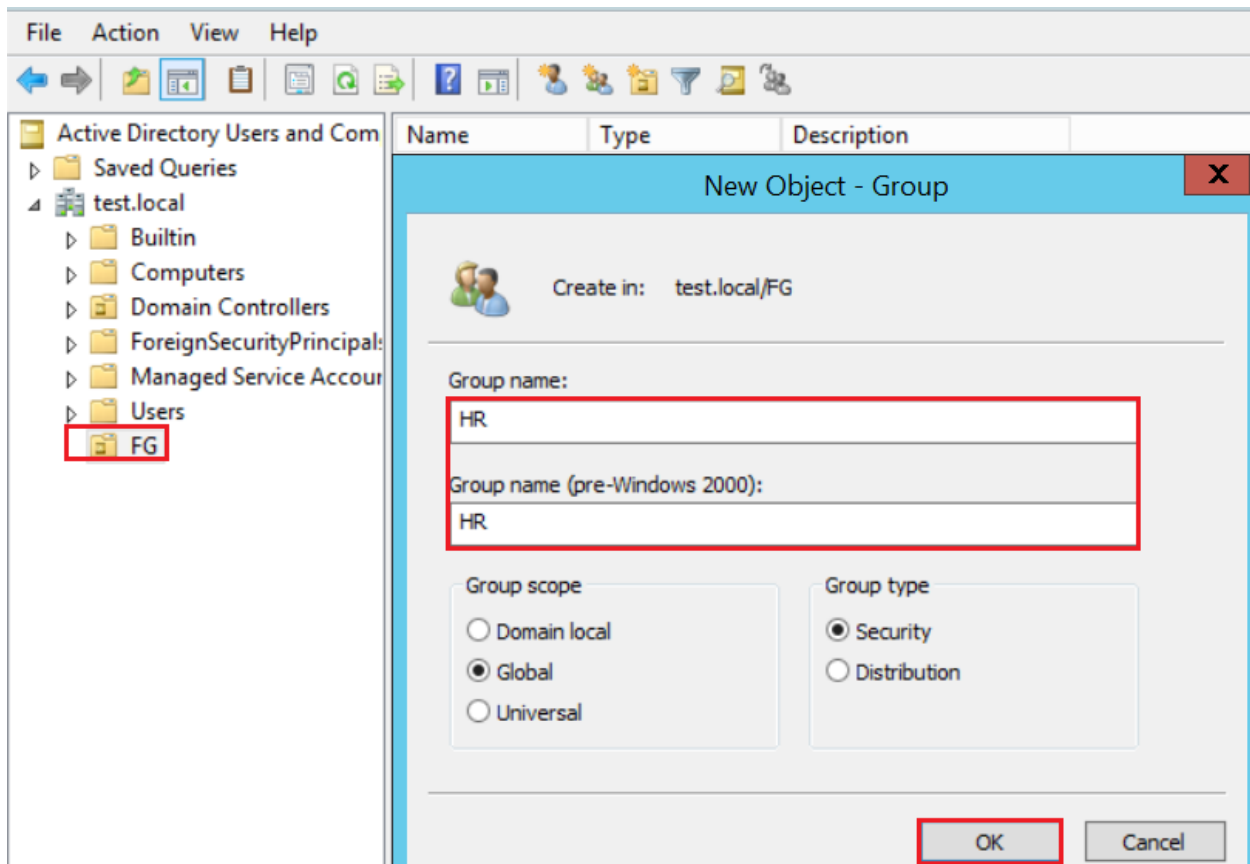 File Action View Help
Active Directory Users and Com
Saved Queries
test.local
Builtin
Computers
Domain Controllers
ForeignSecurityPrincipals
Managed Service Accour
Users
FG
Name Type Description
New Object - Group
X
Create in: test.local/FG
Group name:
HR
Group name (pre-Windows 2000):
HR
Group scope
Domain local
Global
Universal
Group type
Security
Distribution
OK Cancel